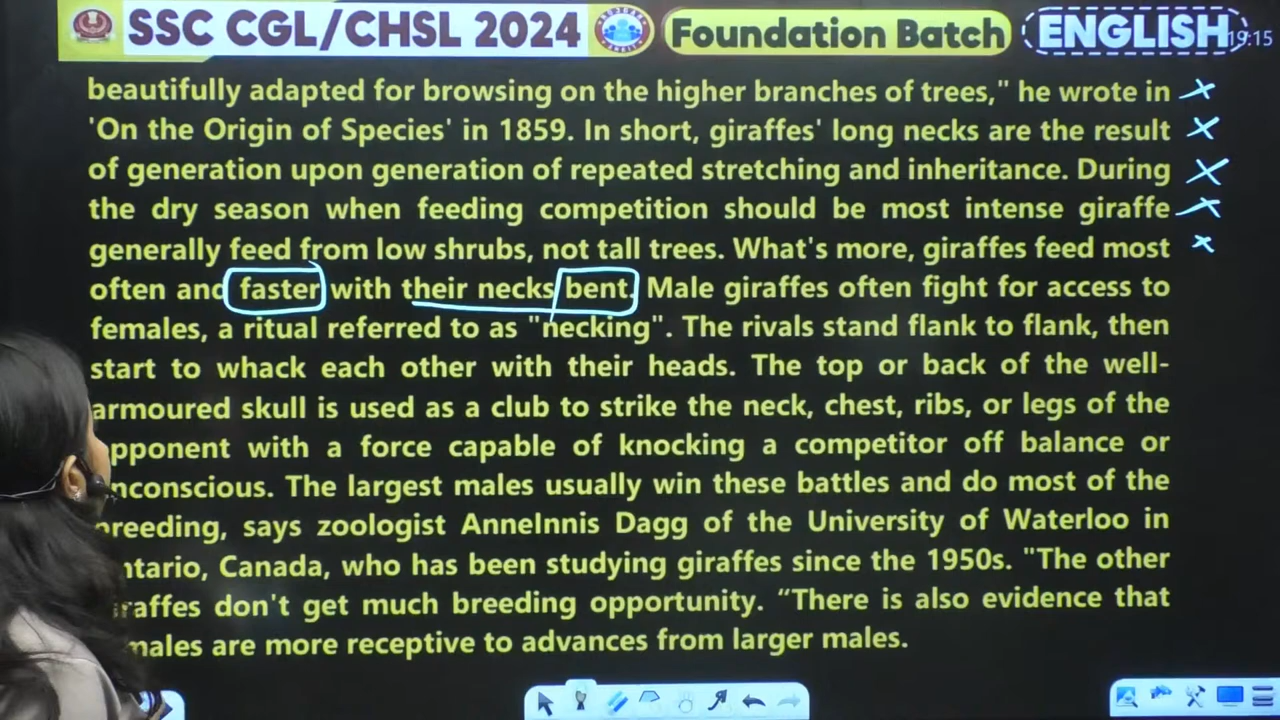 SSC CGL/CHSL 2024 Foundation Batch ENGLISH 19:15
beautifully adapted for browsing on the higher branches of trees," he wrote in
'On the Origin of Species' in 1859. In short, giraffes' long necks are the result
of generation upon generation of repeated stretching and inheritance. During
the dry season when feeding competition should be most intense giraffe
generally feed from low shrubs, not tall trees. What's more, giraffes feed most
often and faster with their necks bent. Male giraffes often fight for access to
females, a ritual referred to as "necking". The rivals stand flank to flank, then
start to whack each other with their heads. The top or back of the well-
armoured skull is used as a club to strike the neck, chest, ribs, or legs of the
opponent with a force capable of knocking a competitor off balance or
nconscious. The largest males usually win these battles and do most of the
breeding, says zoologist AnneInnis Dagg of the University of Waterloo in
ntario, Canada, who has been studying giraffes since the 1950s. "The other
raffes don't get much breeding opportunity. “There is also evidence that
males are more receptive to advances from larger males.